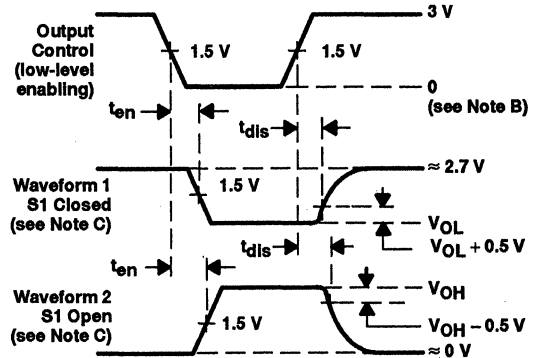 3 V
Output
Control
(low-level
enabling)
1.5 V
1.5 V
0
(see Note B)
ten
tdis
≈ 2.7 V
Waveform 1
S1 Closed
(see Note C)
1.5 V
VOL
VOL + 0.5 V
tdis
ten
Waveform 2
S1 Open
(see Note C)
1.5 V
VOH
VOH – 0.5 V
≈ 0 V